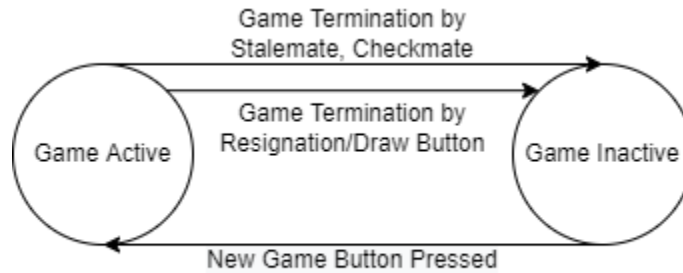 Game Termination by
Stalemate, Checkmate
Game Termination by
Resignation/Draw Button
Game Active
Game Inactive
New Game Button Pressed